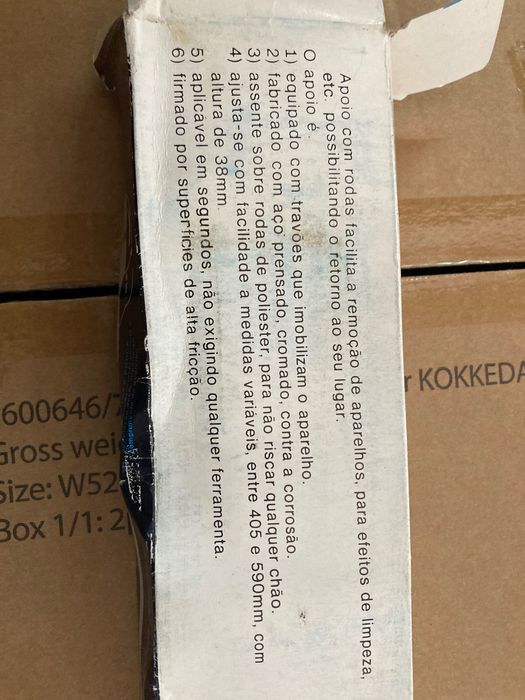 Apoio com rodas facilita a remoção de aparelhos, para efeitos de limpeza,
etc. possibilitando o retorno ao seu lugar.
O apoio é.
1) equipado com travões que imobilizam o aparelho.
2) fabricado com aço prensado, cromado, contra a corrosão.
3) assente sobre rodas de poliester, para não riscar qualquer chão.
4) ajusta-se com facilidade a medidas variáveis, entre 405 e 590mm, com
altura de 38mm.
5) aplicável em segundos, não exigindo qualquer ferramenta.
6) firmado por superfícies de alta fricção.
r KOKKEDA
600646/
Gross wei
Size: W52
Box 1/1: 2